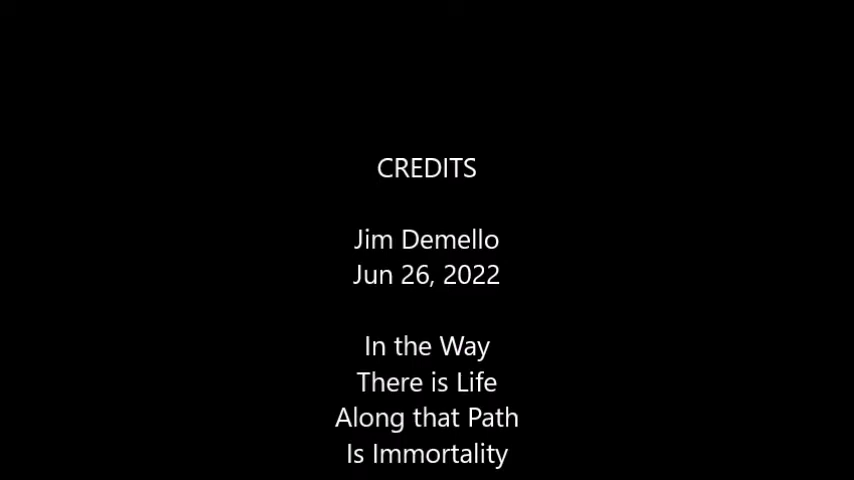 CREDITS
Jim Demello
Jun 26, 2022
In the Way
There is Life
Along that Path
Is Immortality